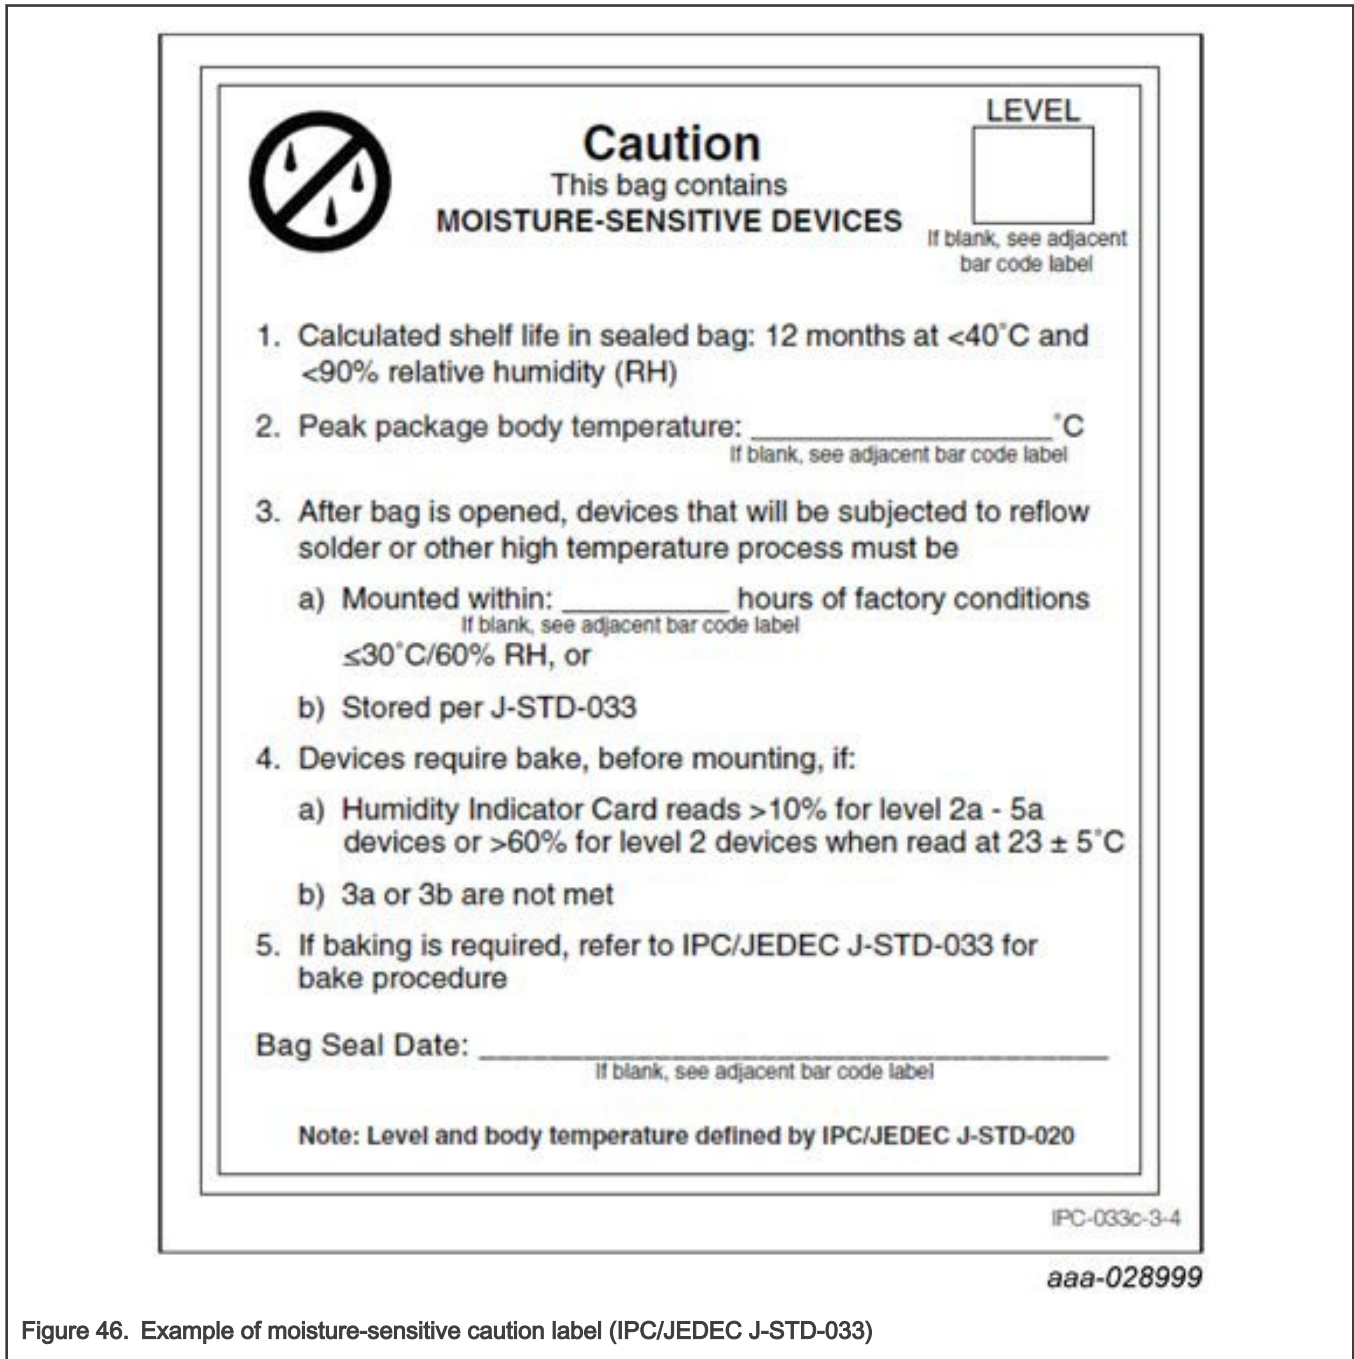 LEVEL
Caution
This bag contains
MOISTURE-SENSITIVE DEVICES
If blank, see adjacent
bar code label
1. Calculated shelf life in sealed bag: 12 months at <40˚C and
<90% relative humidity (RH)
2. Peak package body temperature: ____________________˚C
If blank, see adjacent bar code label
3. After bag is opened, devices that will be subjected to reflow
solder or other high temperature process must be
a) Mounted within: ___________ hours of factory conditions
If blank, see adjacent bar code label
≤30˚C/60% RH, or
b) Stored per J-STD-033
4. Devices require bake, before mounting, if:
a) Humidity Indicator Card reads >10% for level 2a - 5a
devices or >60% for level 2 devices when read at 23 ± 5˚C
b) 3a or 3b are not met
5. If baking is required, refer to IPC/JEDEC J-STD-033 for
bake procedure
Bag Seal Date: ____________________________________
If blank, see adjacent bar code label
Note: Level and body temperature defined by IPC/JEDEC J-STD-020
IPC-033c-3-4
aaa-028999
Figure 46. Example of moisture-sensitive caution label (IPC/JEDEC J-STD-033)